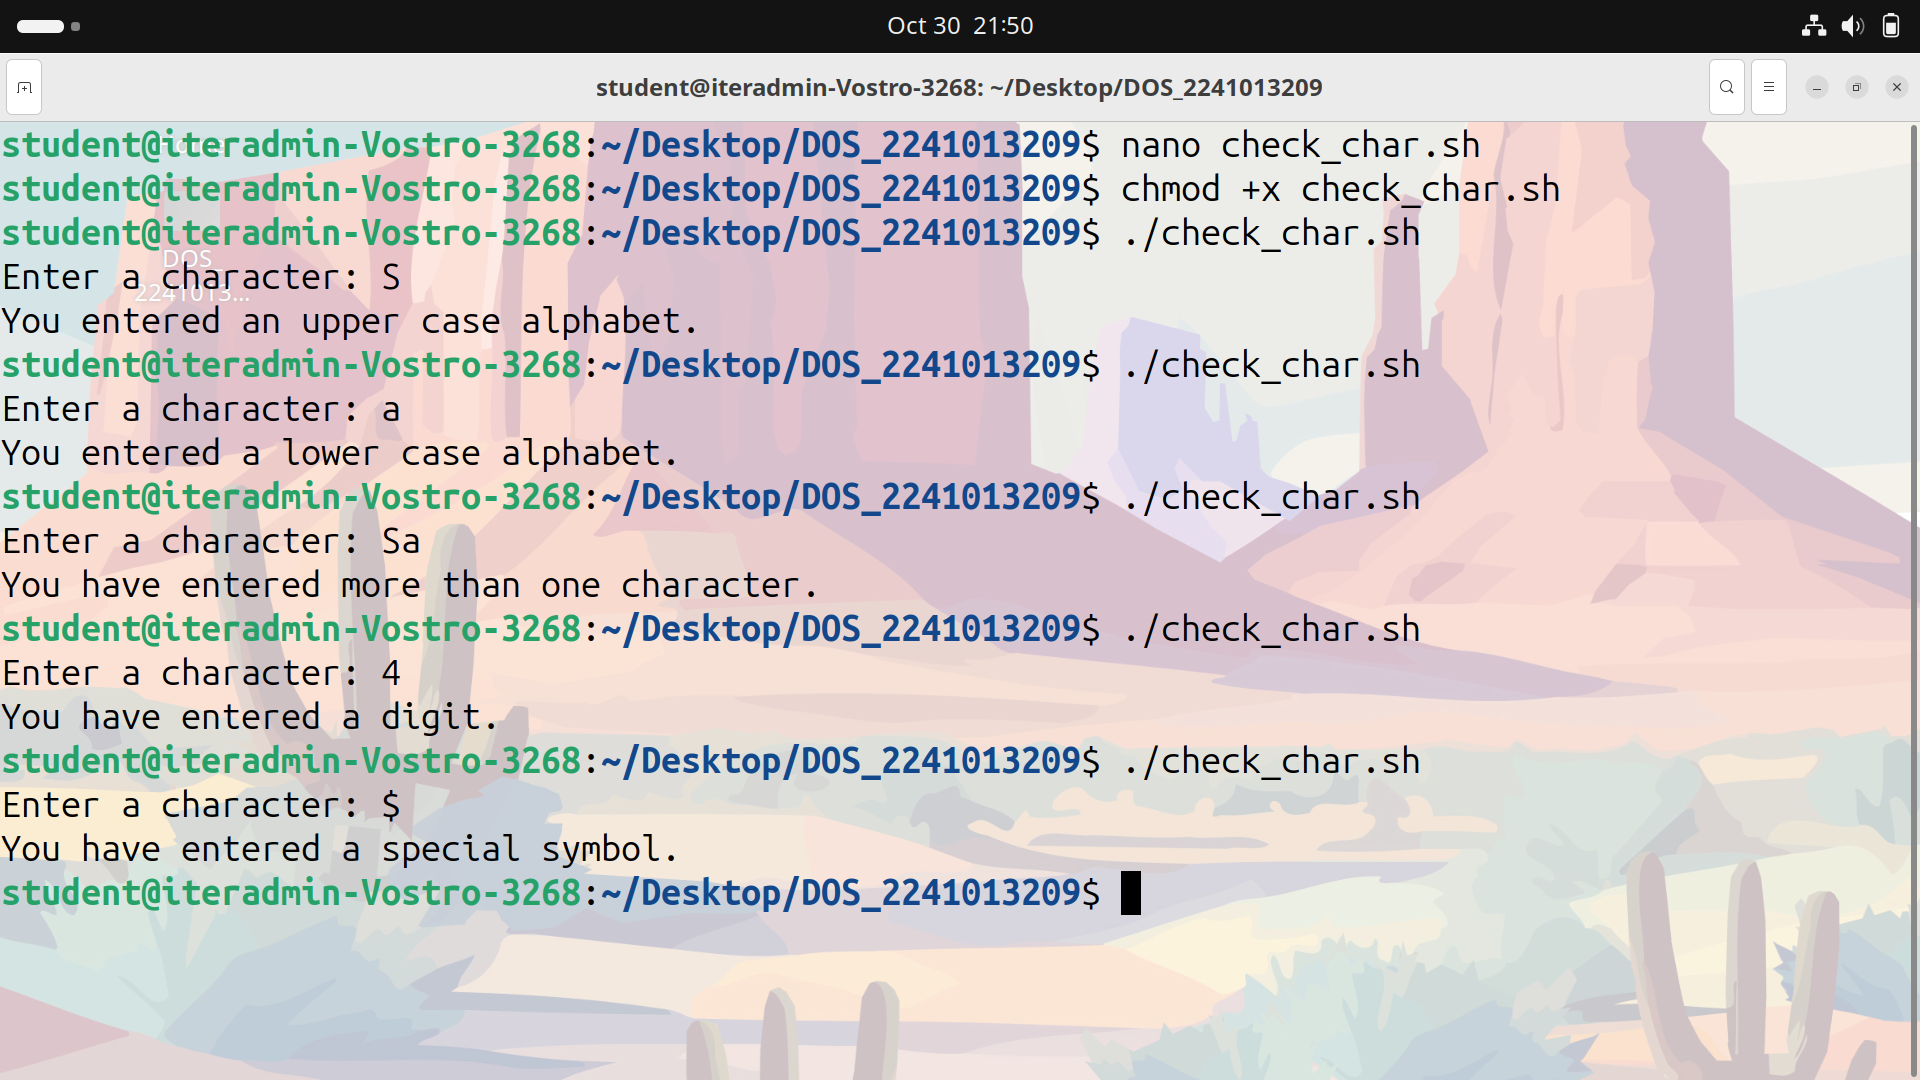 Oct 30 21:50
student@iteradmin-Vostro-3268: ~/Desktop/DOS_2241013209
student@iteradmin-Vostro-3268:~/Desktop/DOS_2241013209$ nano check_char.sh
student@iteradmin-Vostro-3268:~/Desktop/DOS_2241013209$ chmod +x check_char.sh
student@iteradmin-Vostro-3268:~/Desktop/DOS_2241013209$ ./check_char.sh
DOS_
Enter a character: S
2241013...
You entered an upper case alphabet.
student@iteradmin-Vostro-3268:~/Desktop/DOS_2241013209$ ./check_char.sh
Enter a character: a
You entered a lower case alphabet.
student@iteradmin-Vostro-3268:~/Desktop/DOS_2241013209$ ./check_char.sh
Enter a character: Sa
You have entered more than one character.
student@iteradmin-Vostro-3268:~/Desktop/DOS_2241013209$ ./check_char.sh
Enter a character: 4
You have entered a digit.
student@iteradmin-Vostro-3268:~/Desktop/DOS_2241013209$ ./check_char.sh
Enter a character: $
You have entered a special symbol.
student@iteradmin-Vostro-3268:~/Desktop/DOS_2241013209$